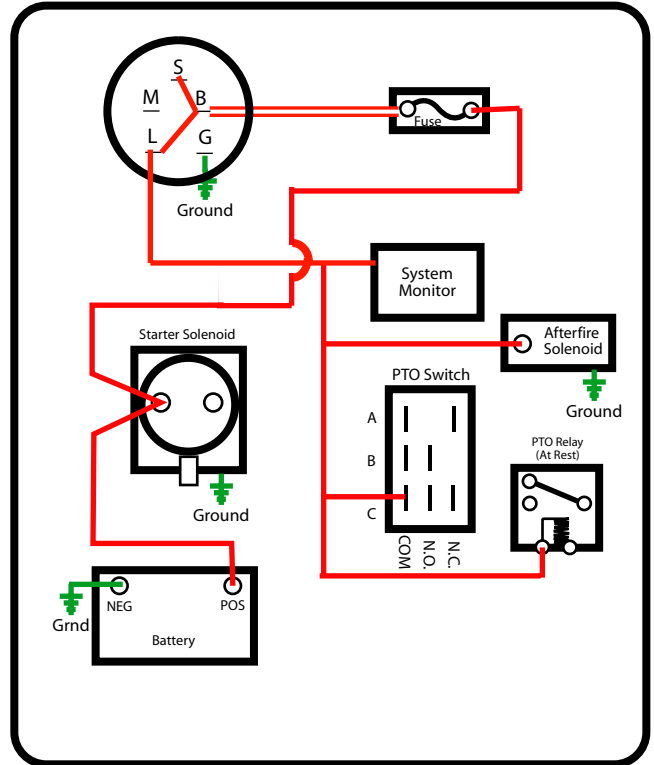 S
M
B
L
G
Ground
Fuse
System
Monitor
Starter Solenoid
Afterfire
Solenoid
Ground
PTO Switch
A
B
C
COM
N.O.
N.C.
PTO Relay
(At Rest)
Ground
NEG
POS
Grnd
Battery